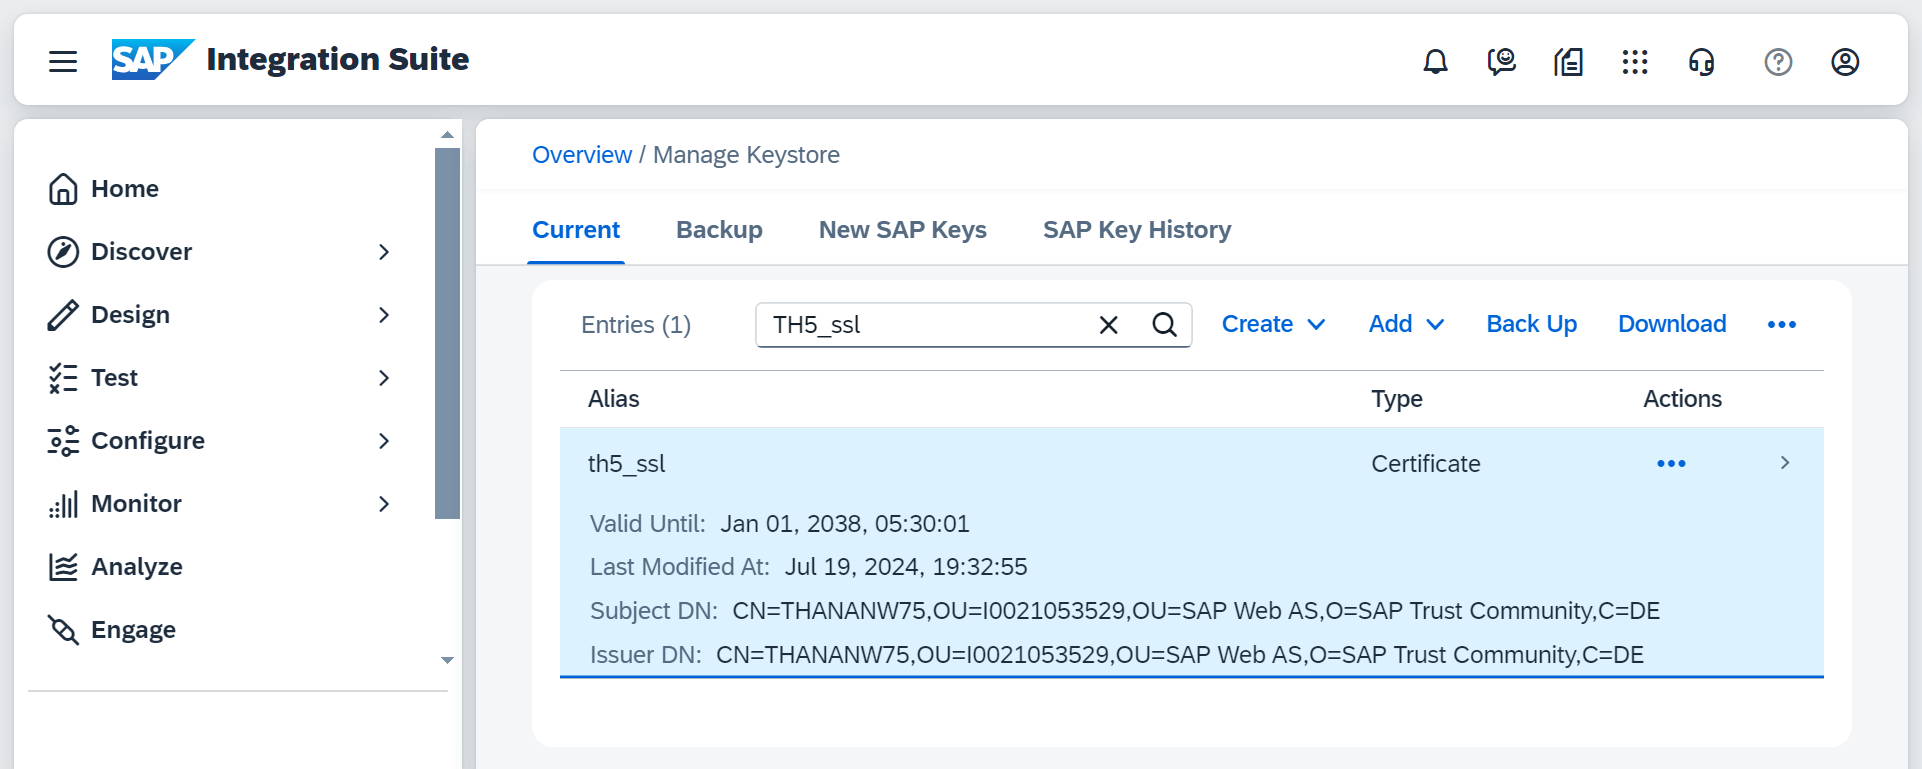 SAP Integration Suite
Home
Discover
Design
Test
Configure
Monitor
Analyze
Engage
Overview / Manage Keystore
Current Backup New SAP Keys SAP Key History
Entries (1) TH5_ssl Create Add Back Up Download
Alias Type Actions
th5_ssl Certificate
Valid Until: Jan 01, 2038, 05:30:01
Last Modified At: Jul 19, 2024, 19:32:55
Subject DN: CN=THANANW75,OU=I0021053529,OU=SAP Web AS,O=SAP Trust Community,C=DE
Issuer DN: CN=THANANW75,OU=I0021053529,OU=SAP Web AS,O=SAP Trust Community,C=DE